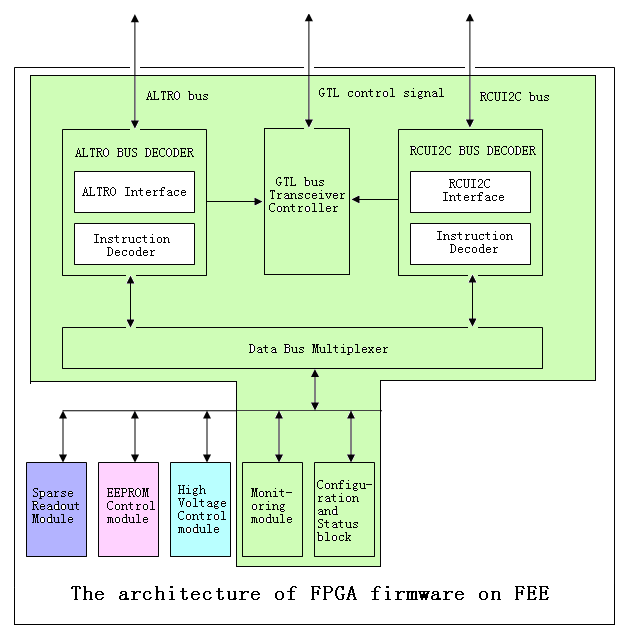 ALTRO bus
GTL control signal
RCUI2C bus
ALTRO BUS DECODER
ALTRO Interface
Instruction
Decoder
GTL bus
Transceiver
Controller
RCUI2C BUS DECODER
RCUI2C
Interface
Instruction
Decoder
Data Bus Multiplexer
Sparse
Readout
Module
EEPROM
Control
module
High
Voltage
Control
module
Monit-
oring
module
Configu-
ration
and
Status
block
The architecture of FPGA firmware on FEE